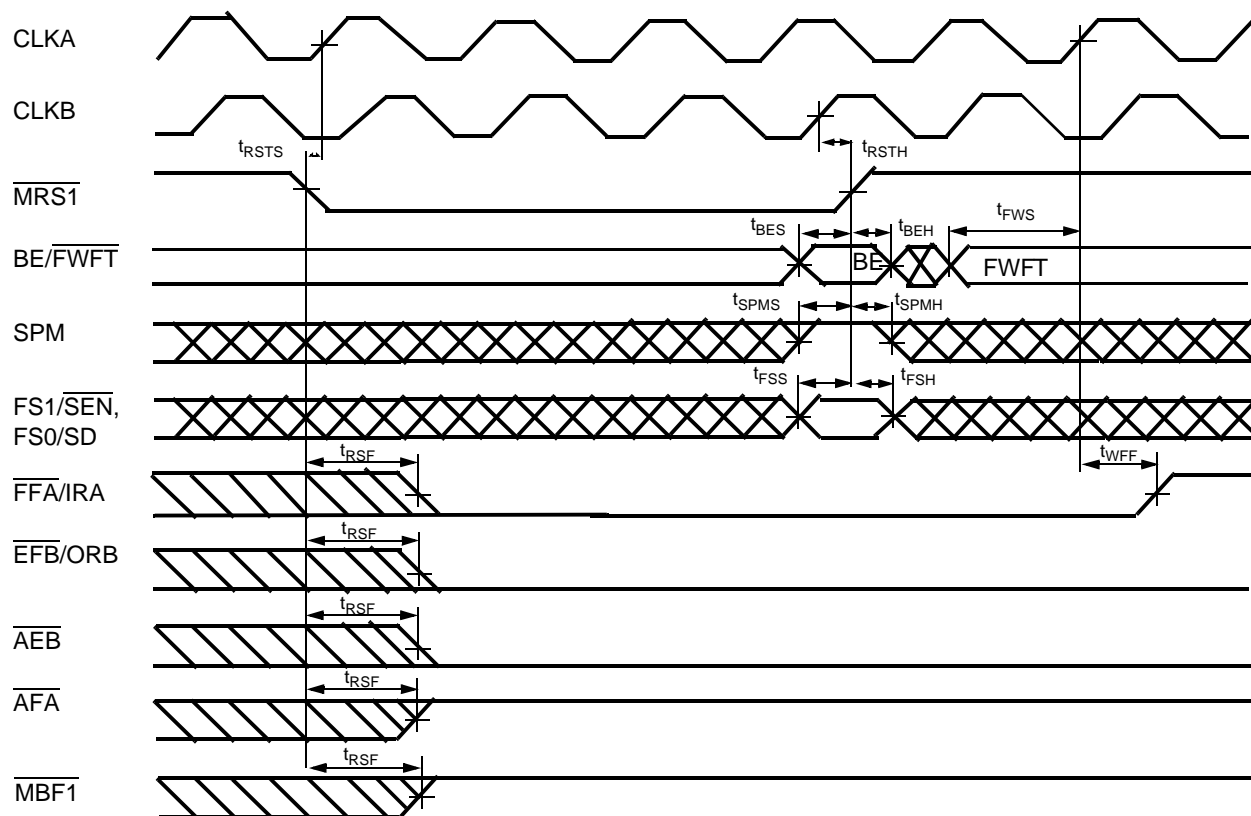 CLKA
CLKB
tRSTS
tRSTH
MRS1
tFWS
tBES
tBEH
BE/FWFT
BE
FWFT
tSPMS
tSPMH
SPM
tFSS
tFSH
FS1/SEN,
FS0/SD
tRSF
tWFF
FFA/IRA
tRSF
EFB/ORB
tRSF
AEB
tRSF
AFA
tRSF
MBF1